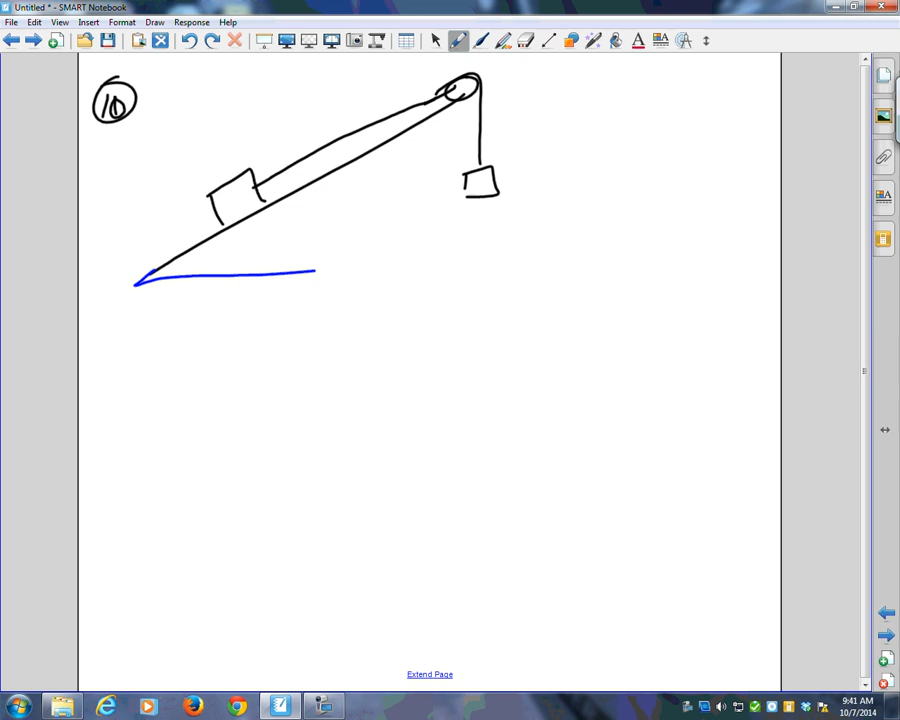 Untitled * - SMART Notebook
File Edit View Insert Format Draw Response Help
10
Extend Page
9:41 AM
10/7/2014